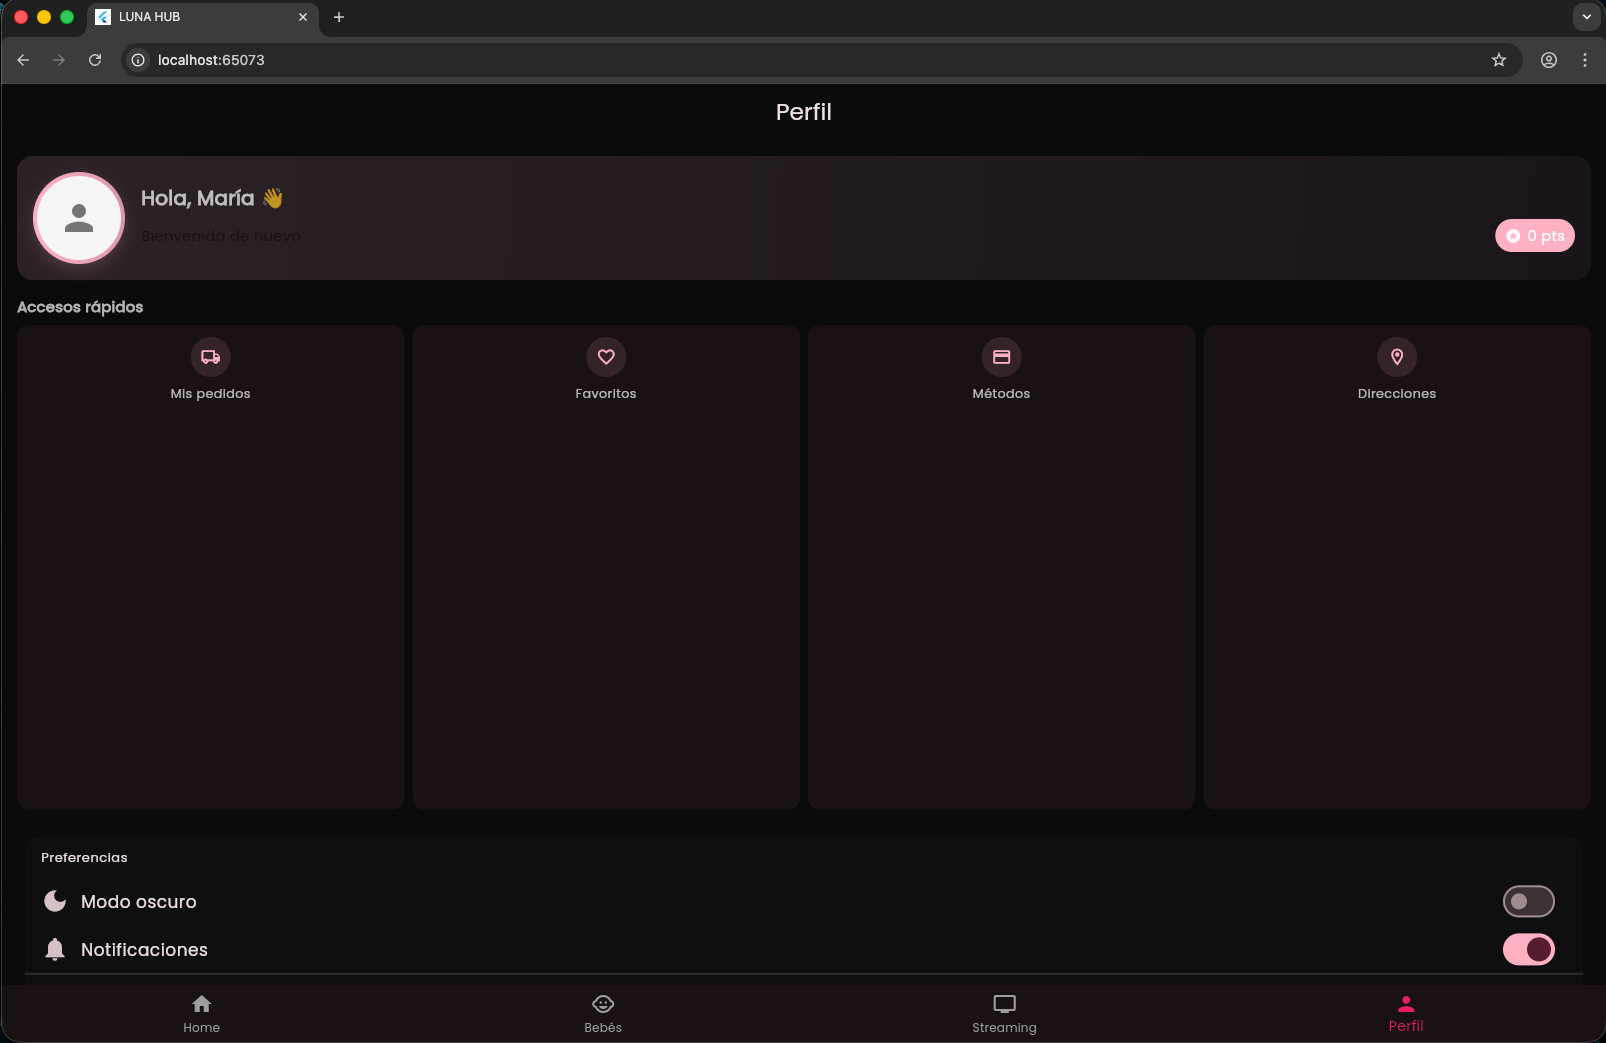 LUNA HUB
localhost:65073
Perfil
Hola, María 👋
Bienvenida de nuevo
0 pts
Accesos rápidos
Mis pedidos
Favoritos
Métodos
Direcciones
Preferencias
Modo oscuro
Notificaciones
Home
Bebés
Streaming
Perfil